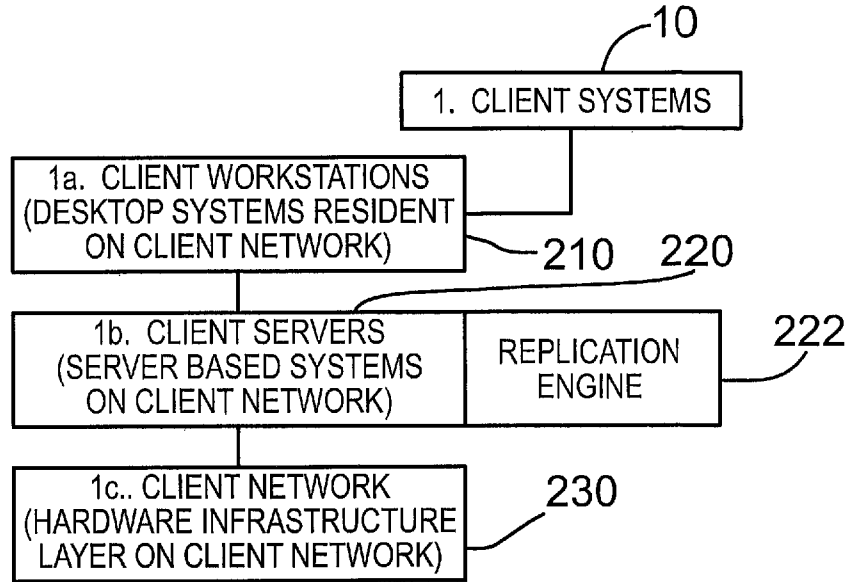 10
1. CLIENT SYSTEMS
1a. CLIENT WORKSTATIONS
(DESKTOP SYSTEMS RESIDENT
ON CLIENT NETWORK)
210
220
1b. CLIENT SERVERS
(SERVER BASED SYSTEMS
ON CLIENT NETWORK)
REPLICATION
ENGINE
222
1c.. CLIENT NETWORK
(HARDWARE INFRASTRUCTURE
LAYER ON CLIENT NETWORK)
230